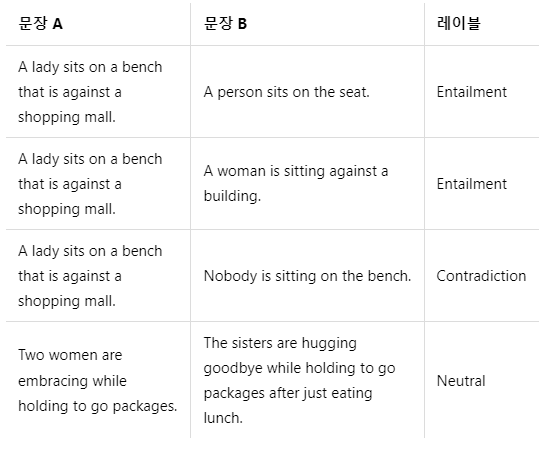 문장 A 문장 B 레이블
A lady sits on a bench
that is against a
shopping mall.
A person sits on the seat.
Entailment
A lady sits on a bench
that is against a
shopping mall.
A woman is sitting against a
building.
Entailment
A lady sits on a bench
that is against a
shopping mall.
Nobody is sitting on the bench.
Contradiction
Two women are
embracing while
holding to go packages.
The sisters are hugging
goodbye while holding to go
packages after just eating
lunch.
Neutral